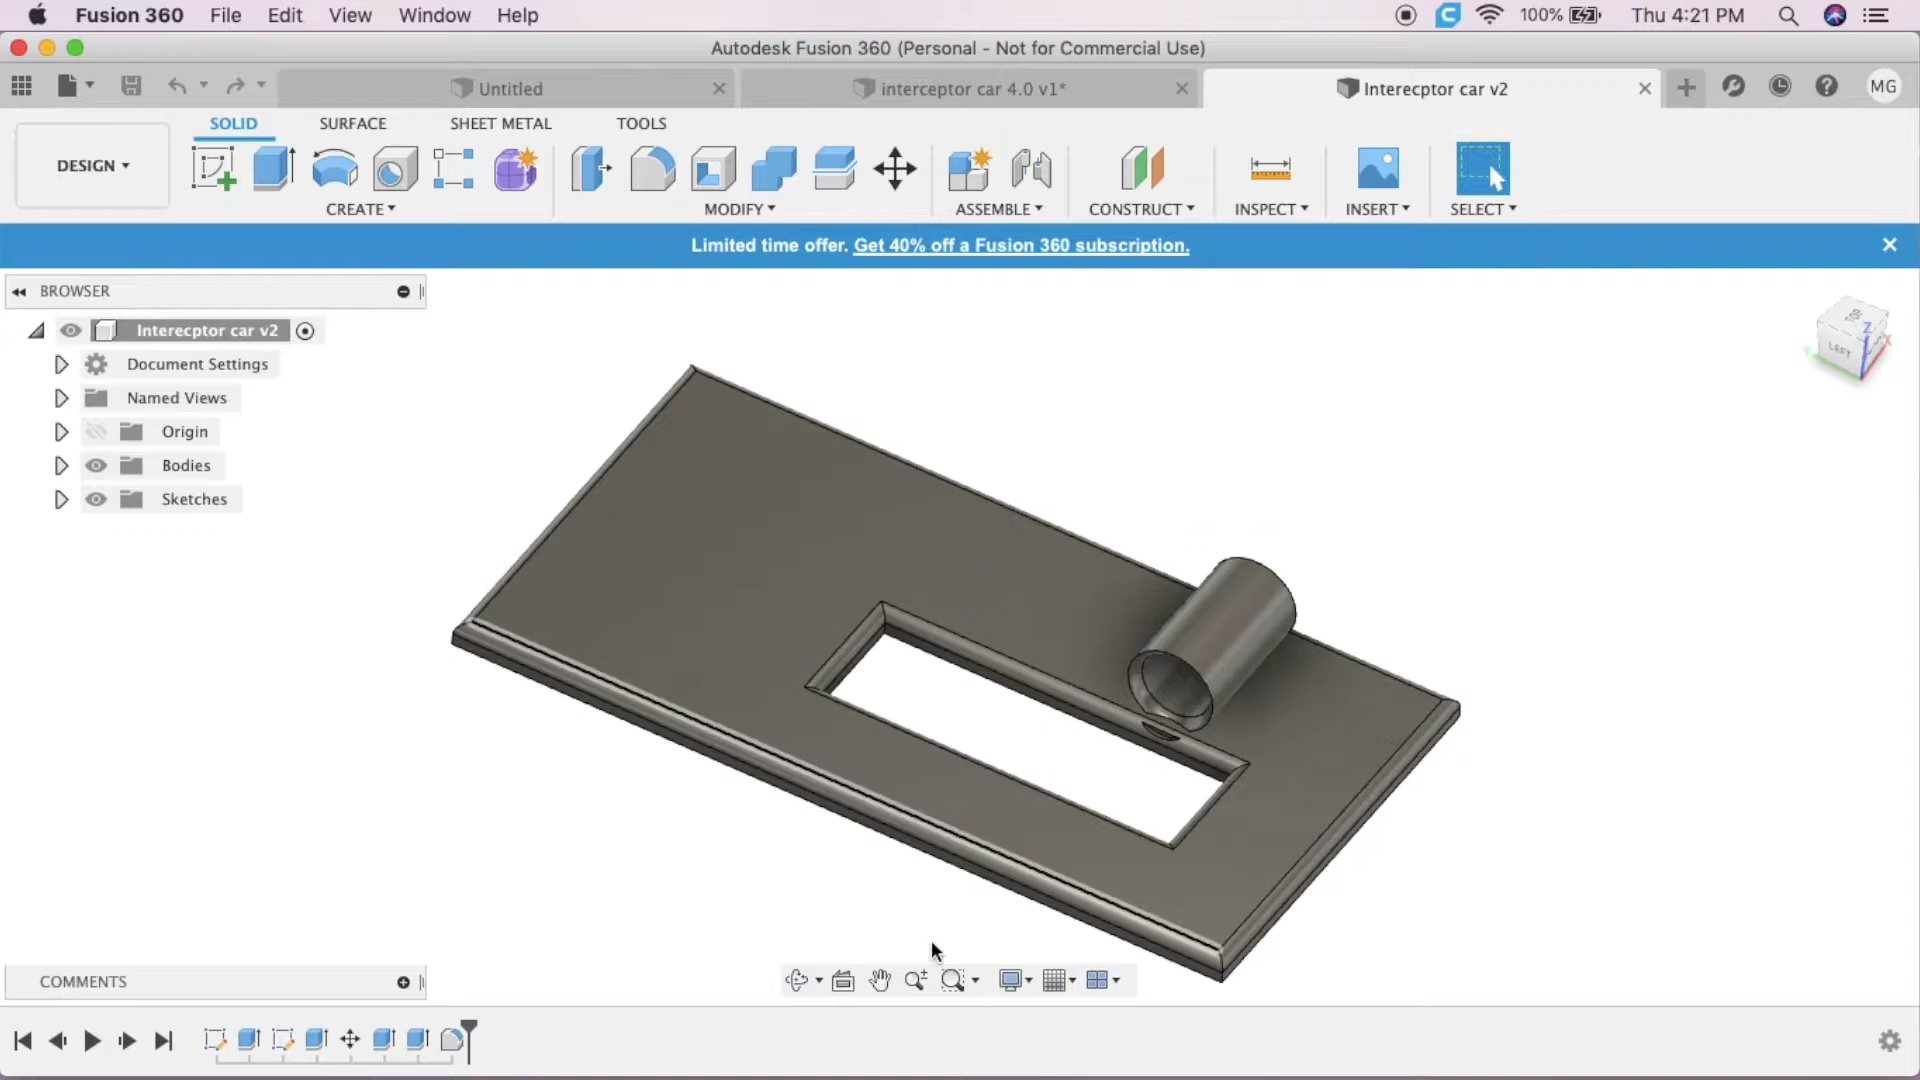 Fusion 360 File Edit View Window Help 100% Thu 4:21 PM
Autodesk Fusion 360 (Personal - Not for Commercial Use)
Untitled interceptor car 4.0 v1* Interecptor car v2 MG
SOLID SURFACE SHEET METAL TOOLS
DESIGN
CREATE MODIFY ASSEMBLE CONSTRUCT INSPECT INSERT SELECT
Limited time offer. Get 40% off a Fusion 360 subscription.
BROWSER
Interecptor car v2
Document Settings
Named Views
Origin
Bodies
Sketches
TOP
Z
X
Y
LEFT
COMMENTS